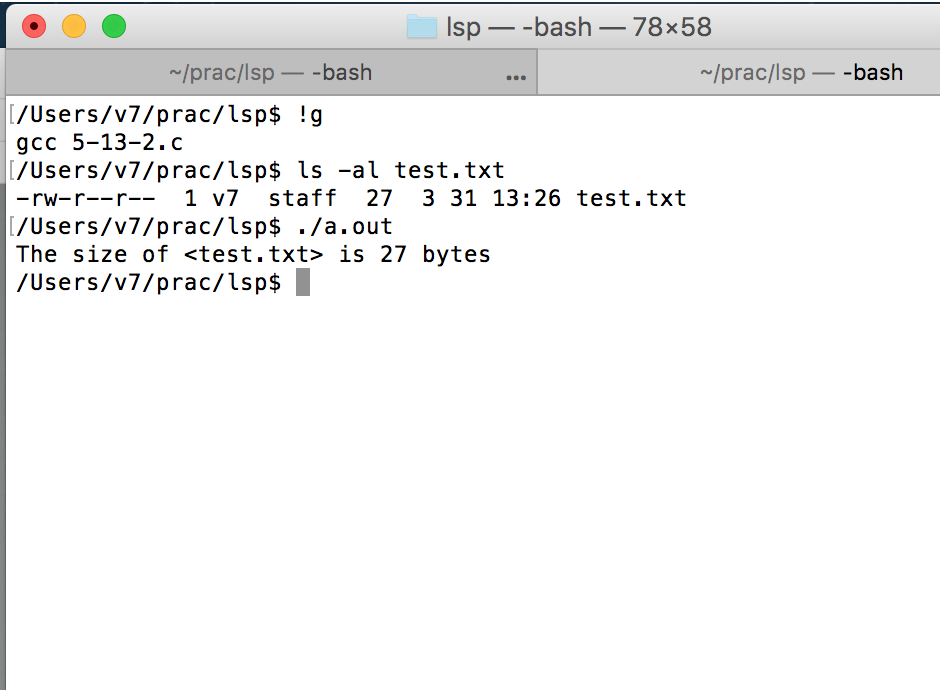 lsp — -bash — 78×58
~/prac/lsp — -bash ... ~/prac/lsp — -bash
[/Users/v7/prac/lsp$ !g
gcc 5-13-2.c
[/Users/v7/prac/lsp$ ls -al test.txt
-rw-r--r--  1 v7  staff  27  3 31 13:26 test.txt
[/Users/v7/prac/lsp$ ./a.out
The size of <test.txt> is 27 bytes
/Users/v7/prac/lsp$